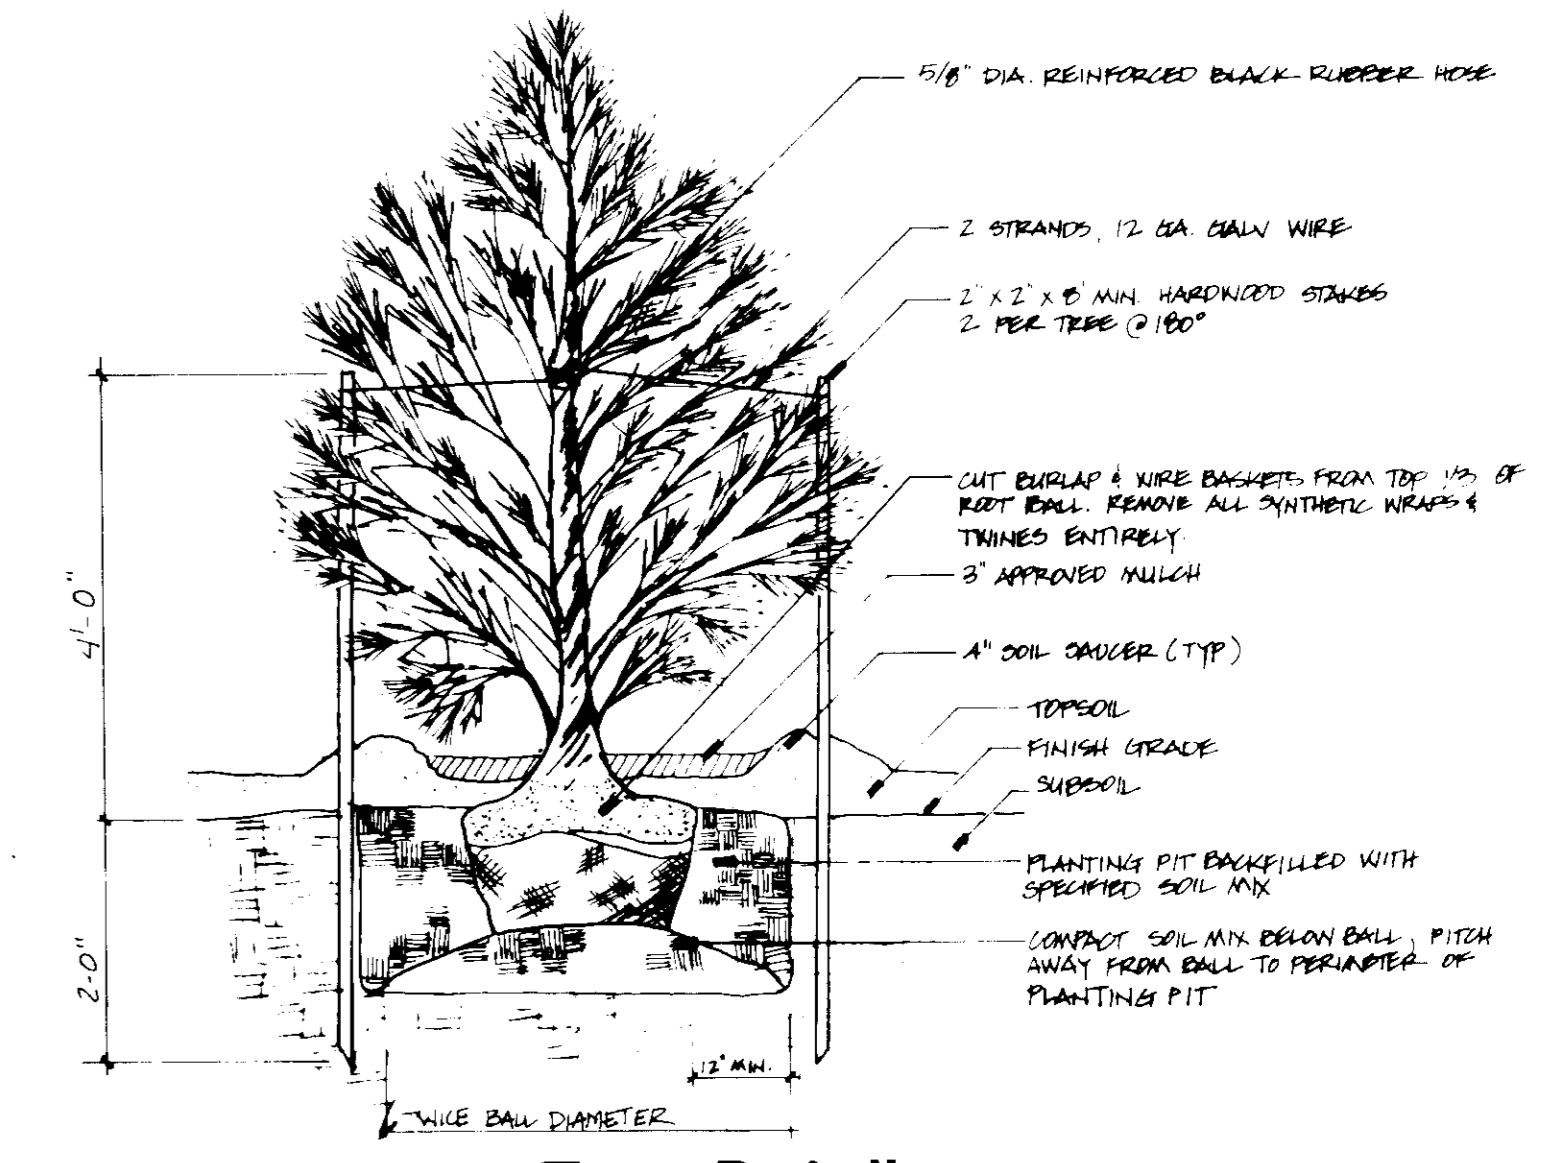 5/8" DIA. REINFORCED BLACK RUBBER HOSE
2 STRANDS, 12 GA. GALV WIRE
2" X 2" X 8' MIN. HARDWOOD STAKES
2 PER TREE @ 180°
CUT BURLAP & WIRE BASKETS FROM TOP 1/3 OF
ROOT BALL. REMOVE ALL SYNTHETIC WRAPS &
TWINES ENTIRELY.
3" APPROVED MULCH
4" SOIL SAUCER (TYP)
TOPSOIL
FINISH GRADE
SUBSOIL
PLANTING PIT BACKFILLED WITH
SPECIFIED SOIL MIX
COMPACT SOIL MIX BELOW BALL, PITCH
AWAY FROM BALL TO PERIMETER OF
PLANTING PIT
4'-0"
2'-0"
12" MIN.
TWICE BALL DIAMETER